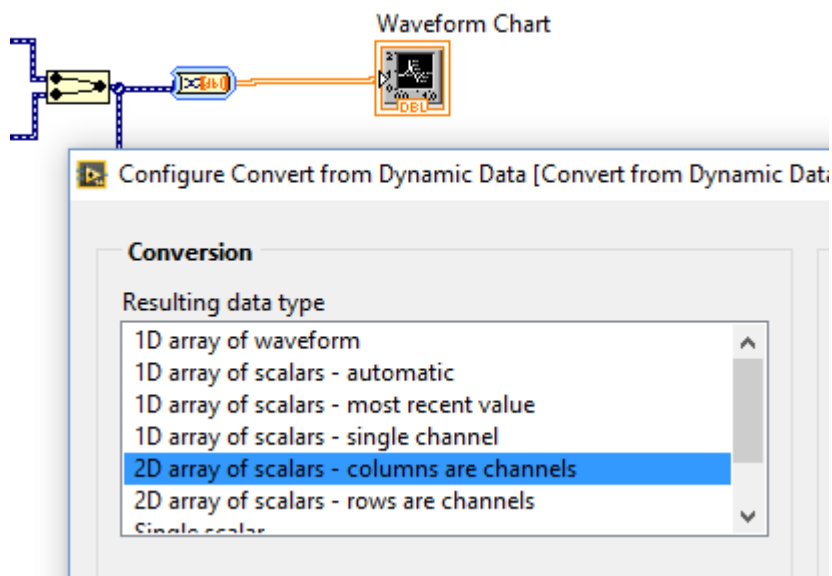 Waveform Chart
DBL
Configure Convert from Dynamic Data [Convert from Dynamic Data
Conversion
Resulting data type
1D array of waveform
1D array of scalars - automatic
1D array of scalars - most recent value
1D array of scalars - single channel
2D array of scalars - columns are channels
2D array of scalars - rows are channels
Single scalar